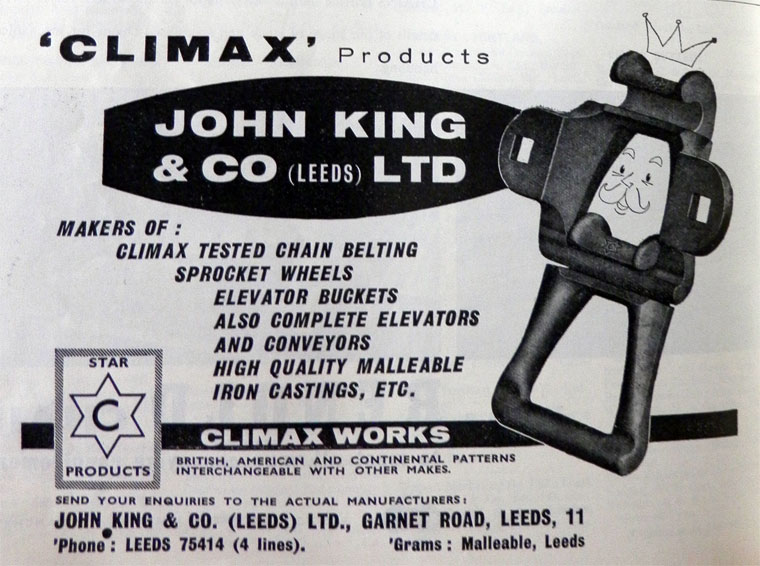 'CLIMAX' Products
JOHN KING
& CO (LEEDS) LTD
MAKERS OF :
CLIMAX TESTED CHAIN BELTING
SPROCKET WHEELS
ELEVATOR BUCKETS
ALSO COMPLETE ELEVATORS
AND CONVEYORS
HIGH QUALITY MALLEABLE
IRON CASTINGS, ETC.
STAR
C
PRODUCTS
CLIMAX WORKS
BRITISH, AMERICAN AND CONTINENTAL PATTERNS
INTERCHANGEABLE WITH OTHER MAKES.
SEND YOUR ENQUIRIES TO THE ACTUAL MANUFACTURERS :
JOHN KING & CO. (LEEDS) LTD., GARNET ROAD, LEEDS, 11
'Phone : LEEDS 75414 (4 lines). 'Grams : Malleable, Leeds